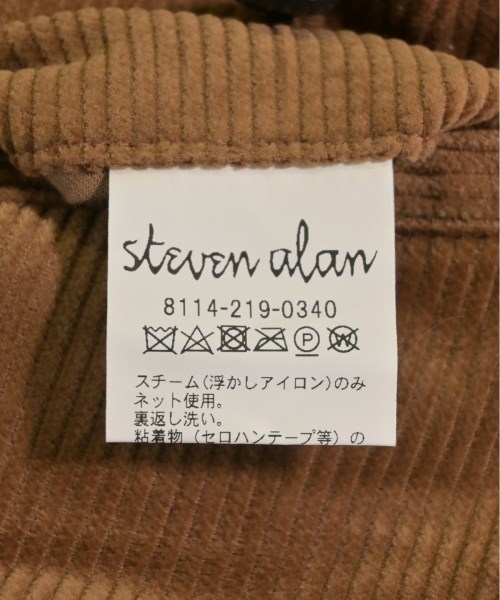 steven alan
8114-219-0340
P W
スチーム(浮かしアイロン)のみ
ネット使用。
裏返し洗い。
粘着物(セロハンテープ等)の